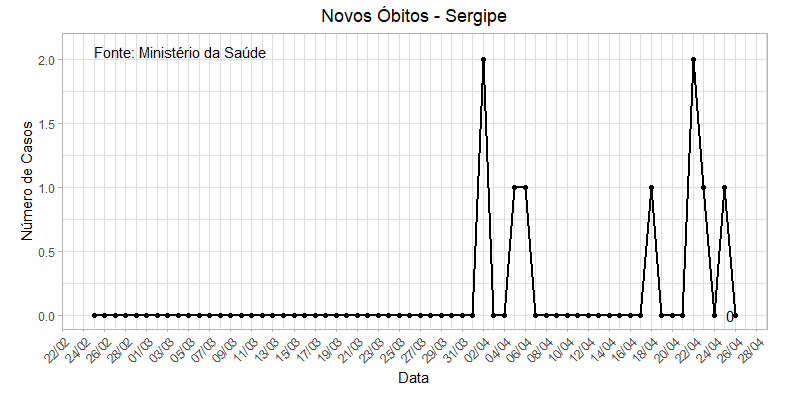 Novos Óbitos - Sergipe
Fonte: Ministério da Saúde
Número de Casos
2.0
1.5
1.0
0.5
0.0
0
22/02 24/02 26/02 28/02 01/03 03/03 05/03 07/03 09/03 11/03 13/03 15/03 17/03 19/03 21/03 23/03 25/03 27/03 29/03 31/03 02/04 04/04 06/04 08/04 10/04 12/04 14/04 16/04 18/04 20/04 22/04 24/04 26/04 28/04
Data